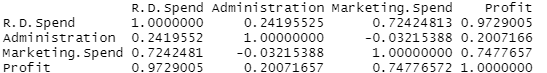 R.D.Spend Administration Marketing.Spend Profit
R.D.Spend 1.0000000 0.24195525 0.72424813 0.9729005
Administration 0.2419552 1.00000000 -0.03215388 0.2007166
Marketing.Spend 0.7242481 -0.03215388 1.00000000 0.7477657
Profit 0.9729005 0.20071657 0.74776572 1.0000000